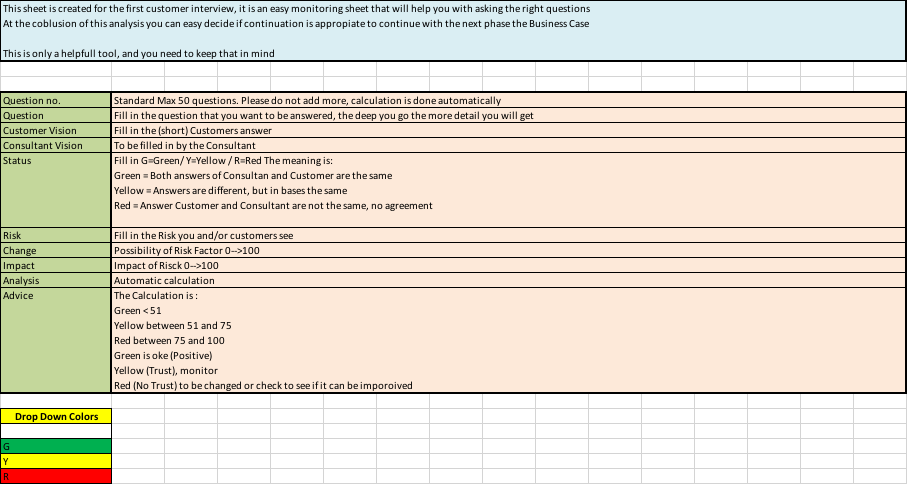 This sheet is created for the first customer interview, it is an easy monitoring sheet that will help you with asking the right questions
At the coblusion of this analysis you can easy decide if continuation is appropiate to continue with the next phase the Business Case
This is only a helpfull tool, and you need to keep that in mind
Question no. Standard Max 50 questions. Please do not add more, calculation is done automatically
Question Fill in the question that you want to be answered, the deep you go the more detail you will get
Customer Vision Fill in the (short) Customers answer
Consultant Vision To be filled in by the Consultant
Status Fill in G=Green/ Y=Yellow / R=Red The meaning is:
Green = Both answers of Consultan and Customer are the same
Yellow = Answers are different, but in bases the same
Red = Answer Customer and Consultant are not the same, no agreement
Risk Fill in the Risk you and/or customers see
Change Possibility of Risk Factor 0-->100
Impact Impact of Risck 0-->100
Analysis Automatic calculation
Advice The Calculation is :
Green < 51
Yellow between 51 and 75
Red between 75 and 100
Green is oke (Positive)
Yellow (Trust), monitor
Red (No Trust) to be changed or check to see if it can be imporoived
Drop Down Colors
G
Y
R